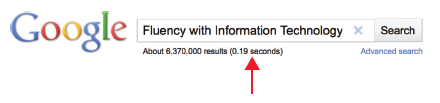 Google
Fluency with Information Technology × Search
About 6,370,000 results (0.19 seconds) Advanced search